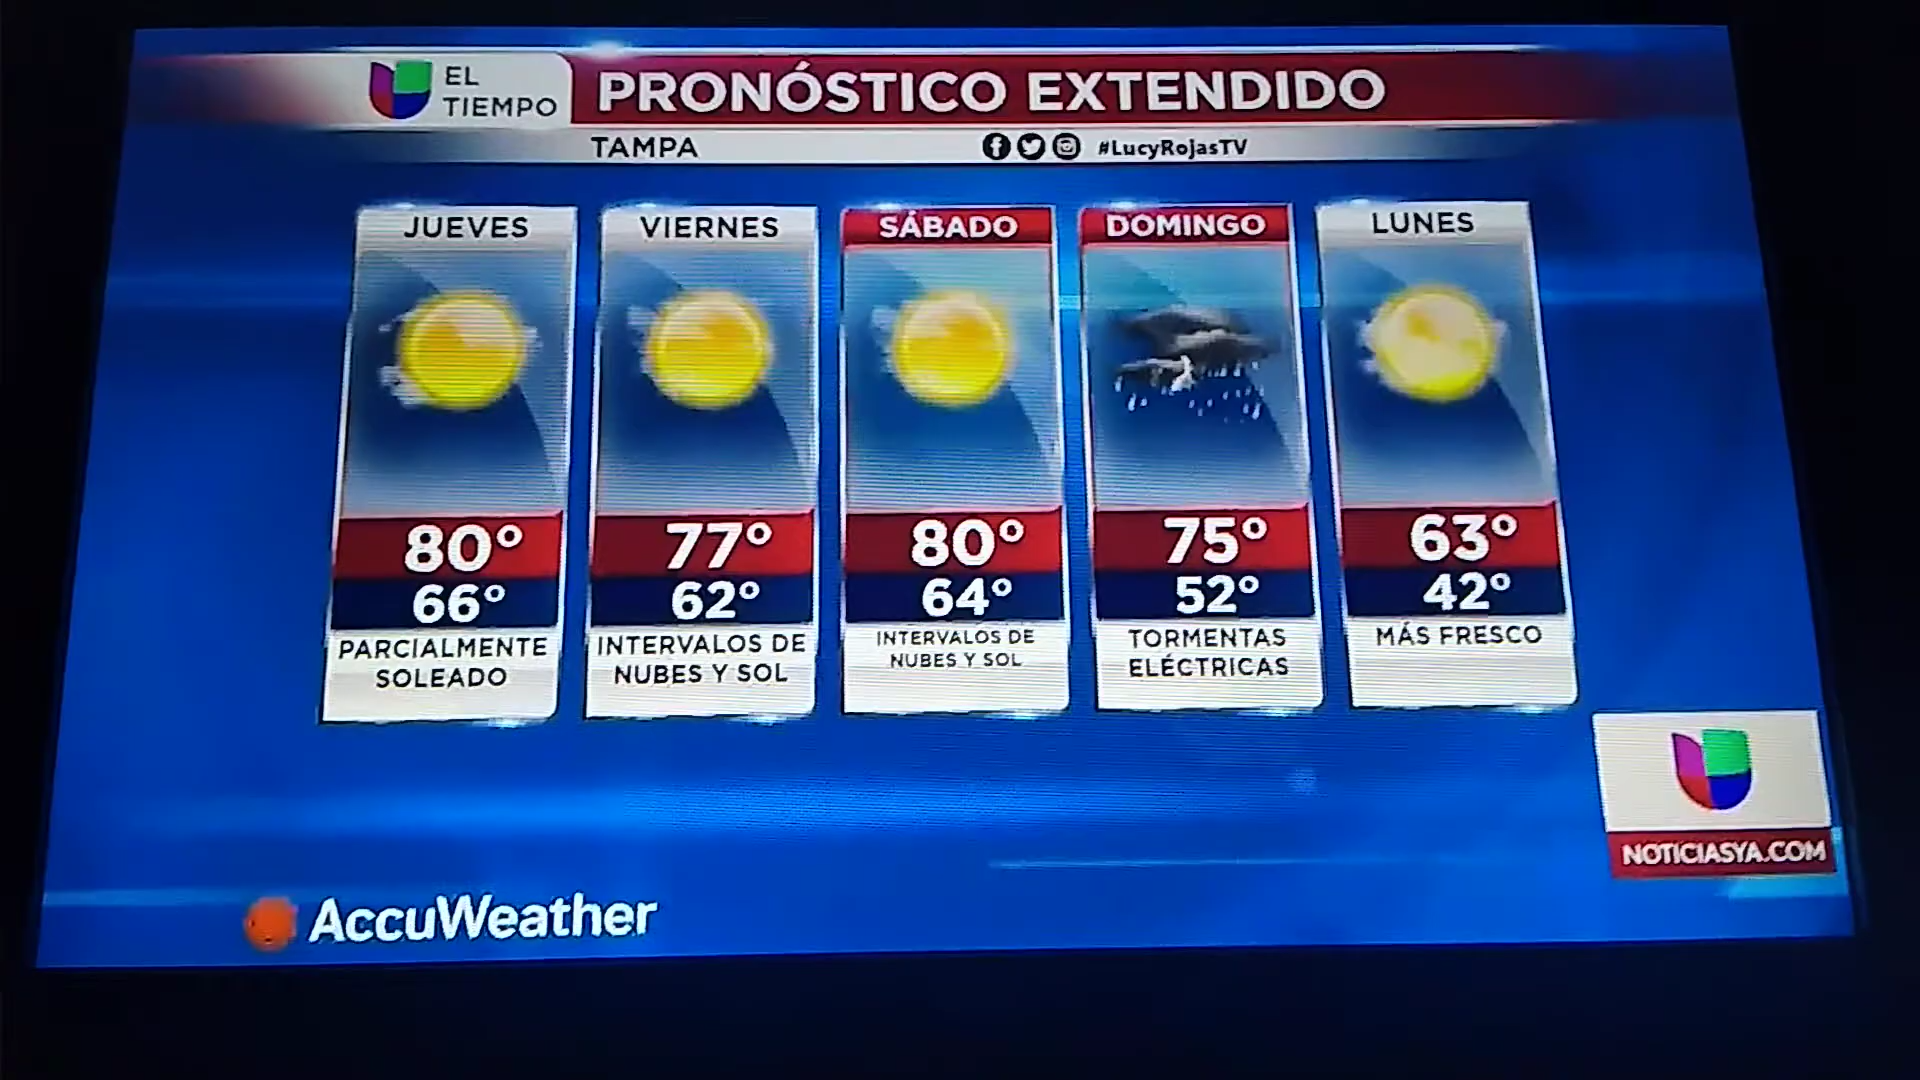 EL TIEMPO
PRONÓSTICO EXTENDIDO
TAMPA
#LucyRojasTV
JUEVES
80°
66°
PARCIALMENTE
SOLEADO
VIERNES
77°
62°
INTERVALOS DE
NUBES Y SOL
SÁBADO
80°
64°
INTERVALOS DE
NUBES Y SOL
DOMINGO
75°
52°
TORMENTAS
ELÉCTRICAS
LUNES
63°
42°
MÁS FRESCO
NOTICIASYA.COM
AccuWeather